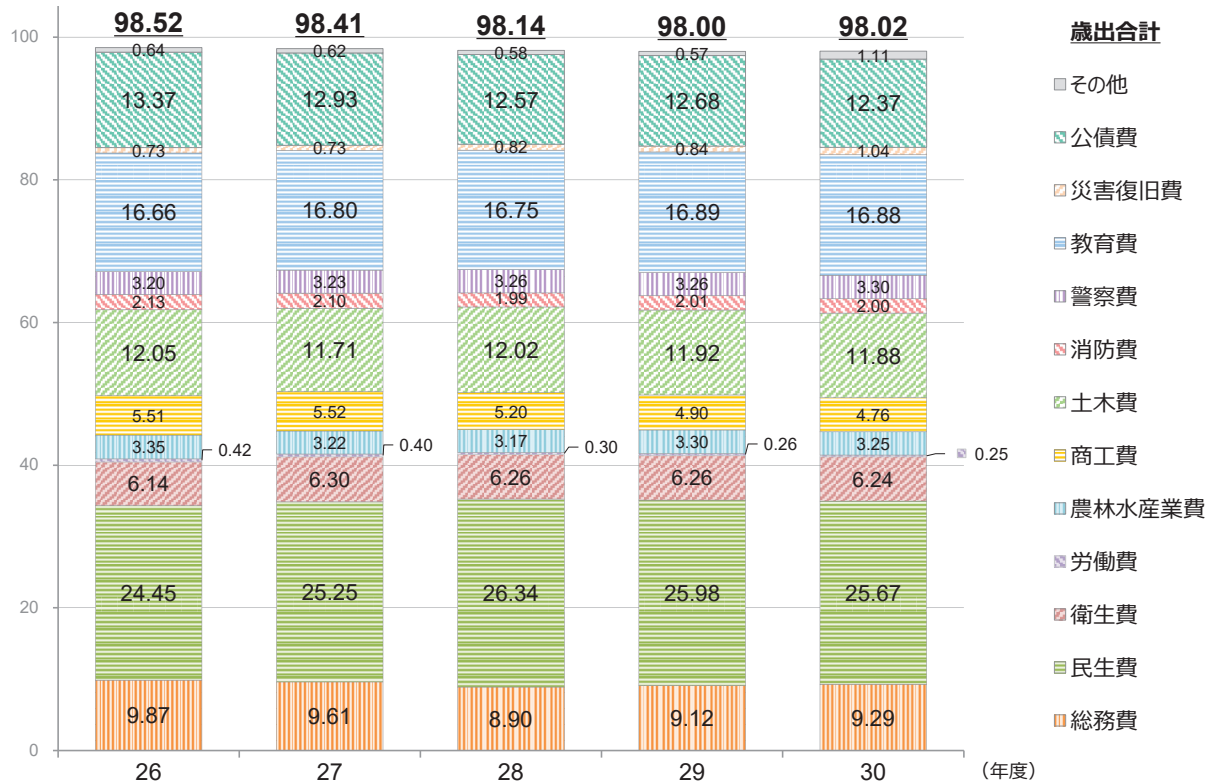 98.52 98.41 98.14 98.00 98.02 歳出合計
100
0.64 0.62 0.58 0.57 1.11 その他
13.37 12.93 12.57 12.68 12.37 公債費
0.73 0.73 0.82 0.84 1.04 災害復旧費
80
16.66 16.80 16.75 16.89 16.88 教育費
3.20 3.23 3.26 3.26 3.30 警察費
2.13 2.10 1.99 2.01 2.00 消防費
60
12.05 11.71 12.02 11.92 11.88 土木費
5.51 5.52 5.20 4.90 4.76 商工費
3.35 3.22 3.17 3.30 3.25 農林水産業費
0.42 0.40 0.30 0.26 0.25 労働費
40
6.14 6.30 6.26 6.26 6.24 衛生費
24.45 25.25 26.34 25.98 25.67 民生費
20
9.87 9.61 8.90 9.12 9.29 総務費
0
26 27 28 29 30 (年度)